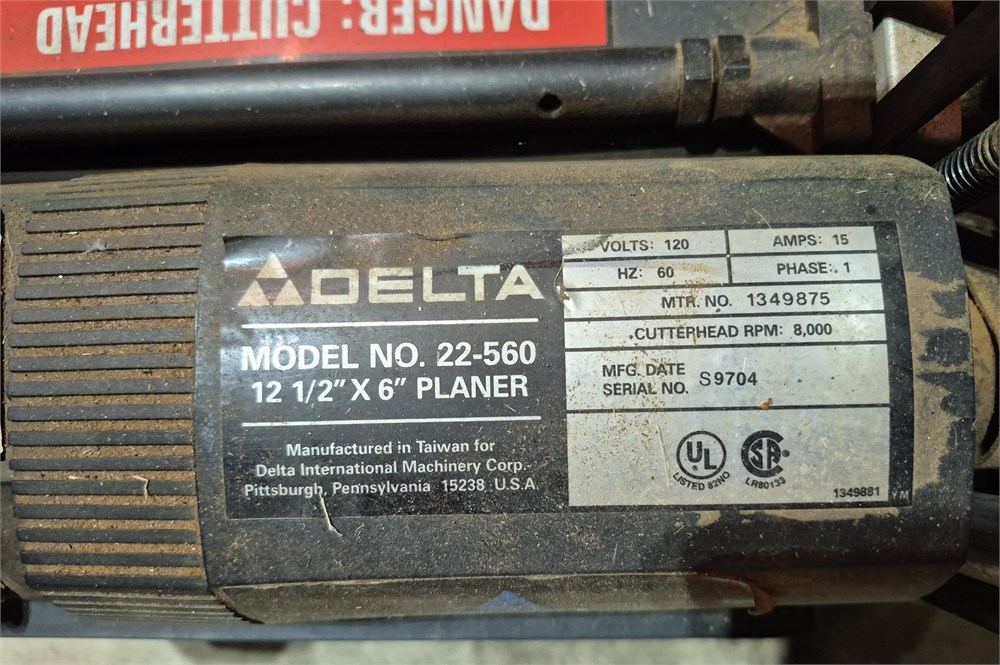 DANGER: CUTTERHEAD
DELTA
MODEL NO. 22-560
12 1/2" X 6" PLANER
Manufactured in Taiwan for
Delta International Machinery Corp.
Pittsburgh, Pennsylvania 15238 U.S.A.
VOLTS: 120 AMPS: 15
HZ: 60 PHASE: 1
MTR. NO. 1349875
CUTTERHEAD RPM: 8,000
MFG. DATE
SERIAL NO. S9704
UL
LISTED 82NO
SA
LR80133
1349881 YM